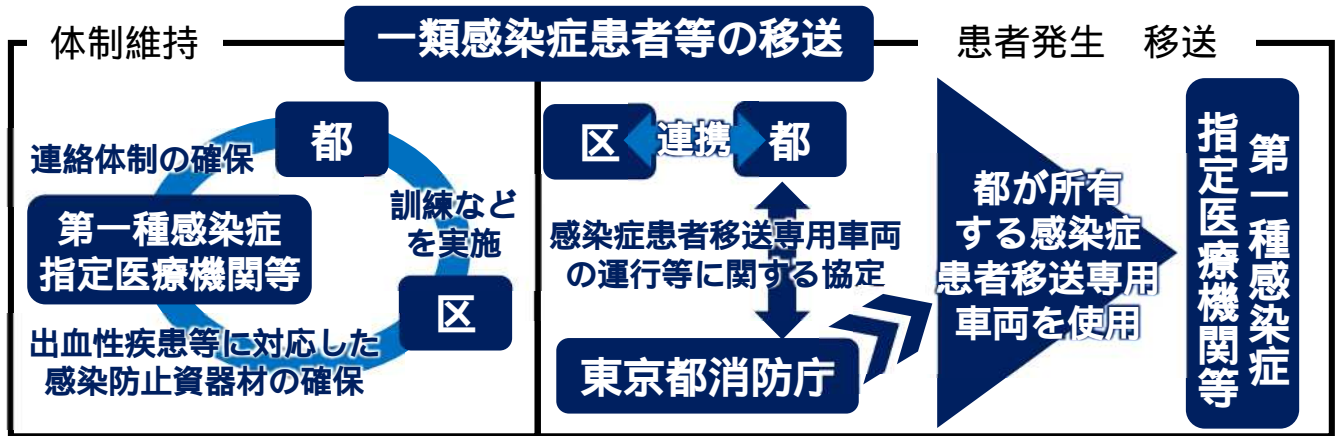 一類感染症患者等の移送
体制維持
患者発生　移送
都
連絡体制の確保
第一種感染症
指定医療機関等
訓練など
を実施
区
出血性疾患等に対応した
感染防止資器材の確保
区
連携
都
感染症患者移送専用車両
の運行等に関する協定
東京都消防庁
都が所有
する感染症
患者移送専用
車両を使用
第一種感染症
指定医療機関等